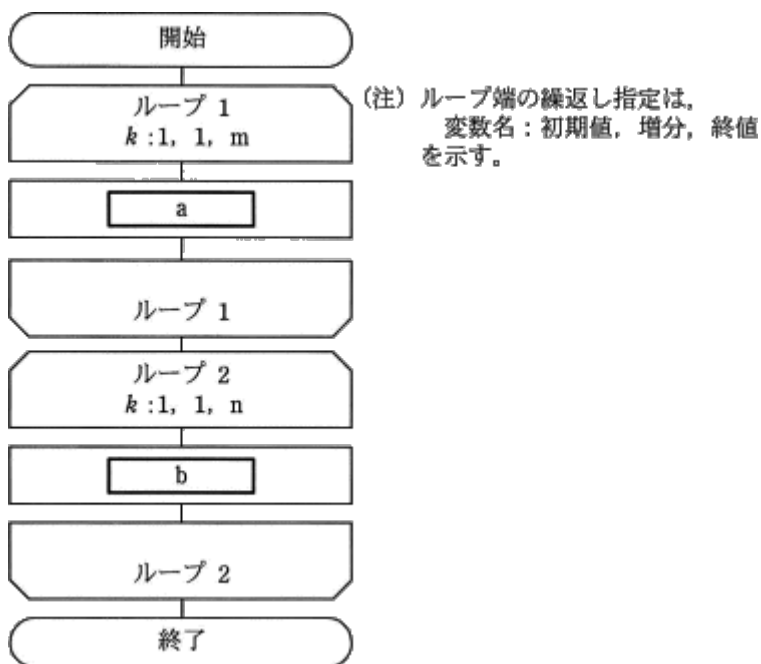 開始
ループ 1
k :1, 1, m
(注) ループ端の繰返し指定は,
変数名:初期値, 増分, 終値
を示す。
a
ループ 1
ループ 2
k :1, 1, n
b
ループ 2
終了